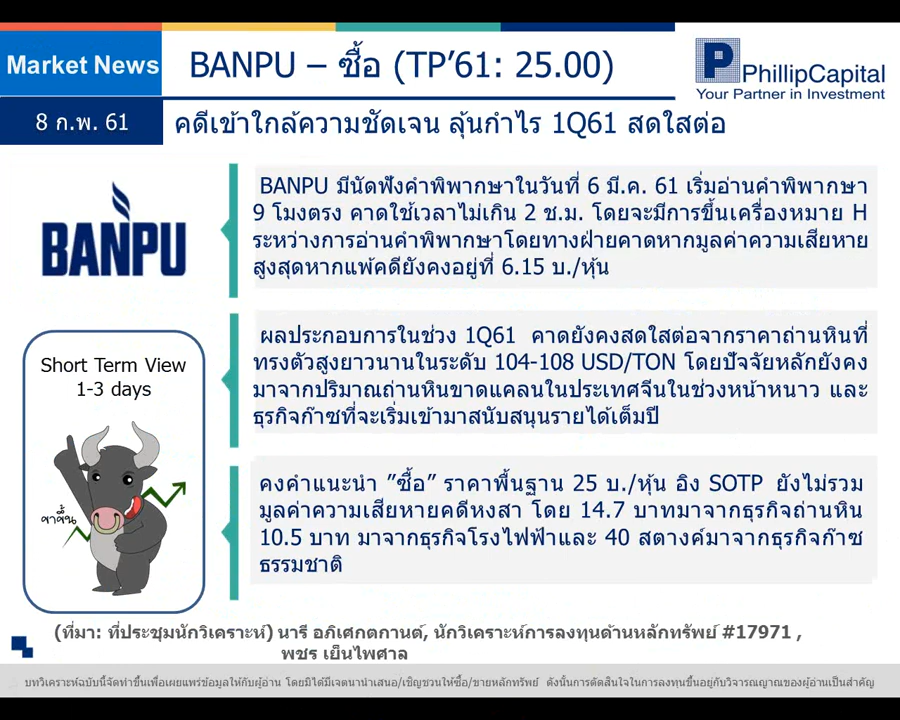 Market News
BANPU – ซื้อ (TP’61: 25.00)
PhillipCapital
Your Partner in Investment
8 ก.พ. 61
คดีเข้าใกล้ความชัดเจน ลุ้นกำไร 1Q61 สดใสต่อ
BANPU มีนัดฟังคำพิพากษาในวันที่ 6 มี.ค. 61 เริ่มอ่านคำพิพากษา
9 โมงตรง คาดใช้เวลาไม่เกิน 2 ช.ม. โดยจะมีการขึ้นเครื่องหมาย H
ระหว่างการอ่านคำพิพากษาโดยทางฝ่ายคาดหากมูลค่าความเสียหาย
สูงสุดหากแพ้คดียังคงอยู่ที่ 6.15 บ./หุ้น
BANPU
ผลประกอบการในช่วง 1Q61 คาดยังคงสดใสต่อจากราคาถ่านหินที่
ทรงตัวสูงยาวนานในระดับ 104-108 USD/TON โดยปัจจัยหลักยังคง
มาจากปริมาณถ่านหินขาดแคลนในประเทศจีนในช่วงหน้าหนาว และ
ธุรกิจก๊าซที่จะเริ่มเข้ามาสนับสนุนรายได้เต็มปี
Short Term View
1-3 days
ขาขึ้น
คงคำแนะนำ ”ซื้อ” ราคาพื้นฐาน 25 บ./หุ้น อิง SOTP ยังไม่รวม
มูลค่าความเสียหายคดีหงสา โดย 14.7 บาทมาจากธุรกิจถ่านหิน
10.5 บาท มาจากธุรกิจโรงไฟฟ้าและ 40 สตางค์มาจากธุรกิจก๊าซ
ธรรมชาติ
(ที่มา: ที่ประชุมนักวิเคราะห์) นารี อภิเศกตกานต์, นักวิเคราะห์การลงทุนด้านหลักทรัพย์ #17971 ,
พชร เย็นไพศาล
บทวิเคราะห์ฉบับนี้จัดทำขึ้นเพื่อเผยแพร่ข้อมูลให้กับผู้อ่าน โดยมิได้มีเจตนานำเสนอ/เชิญชวนให้ซื้อ/ขายหลักทรัพย์ ดังนั้นการตัดสินใจในการลงทุนขึ้นอยู่กับวิจารณญาณของผู้อ่านเป็นสำคัญ